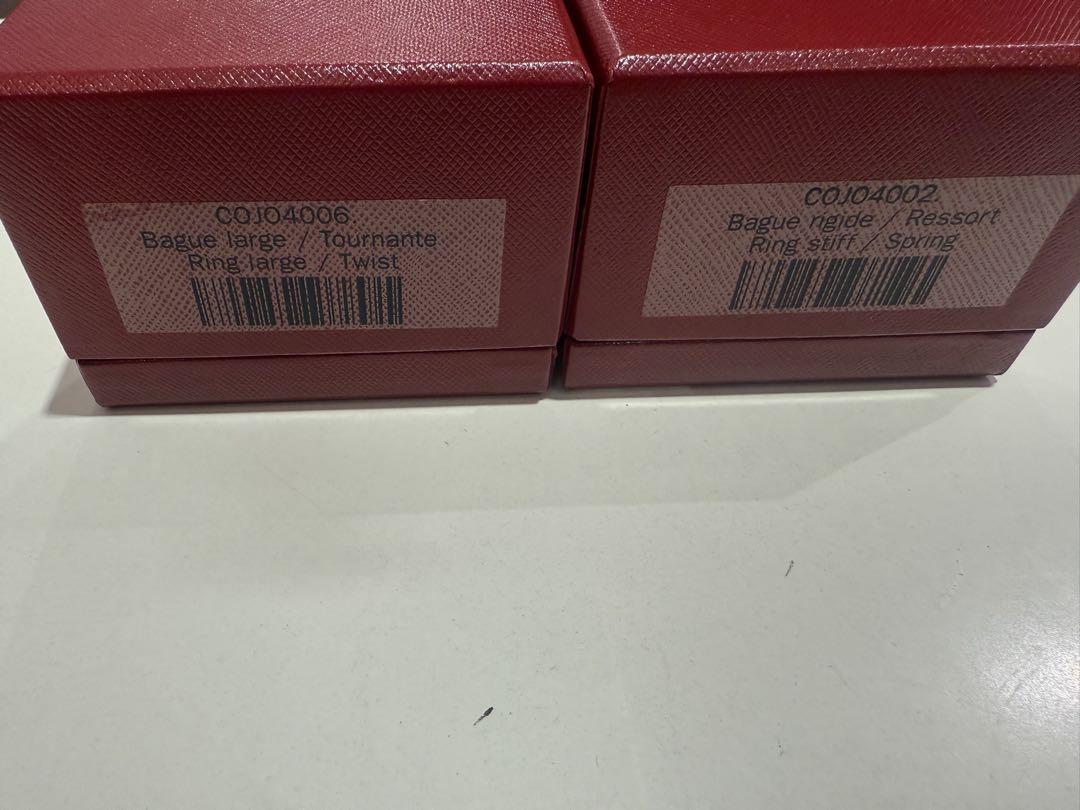 COJO4006.
Bague large / Tournante
Ring large / Twist
COJO4002.
Bague rigide / Ressort
Ring stiff / Spring